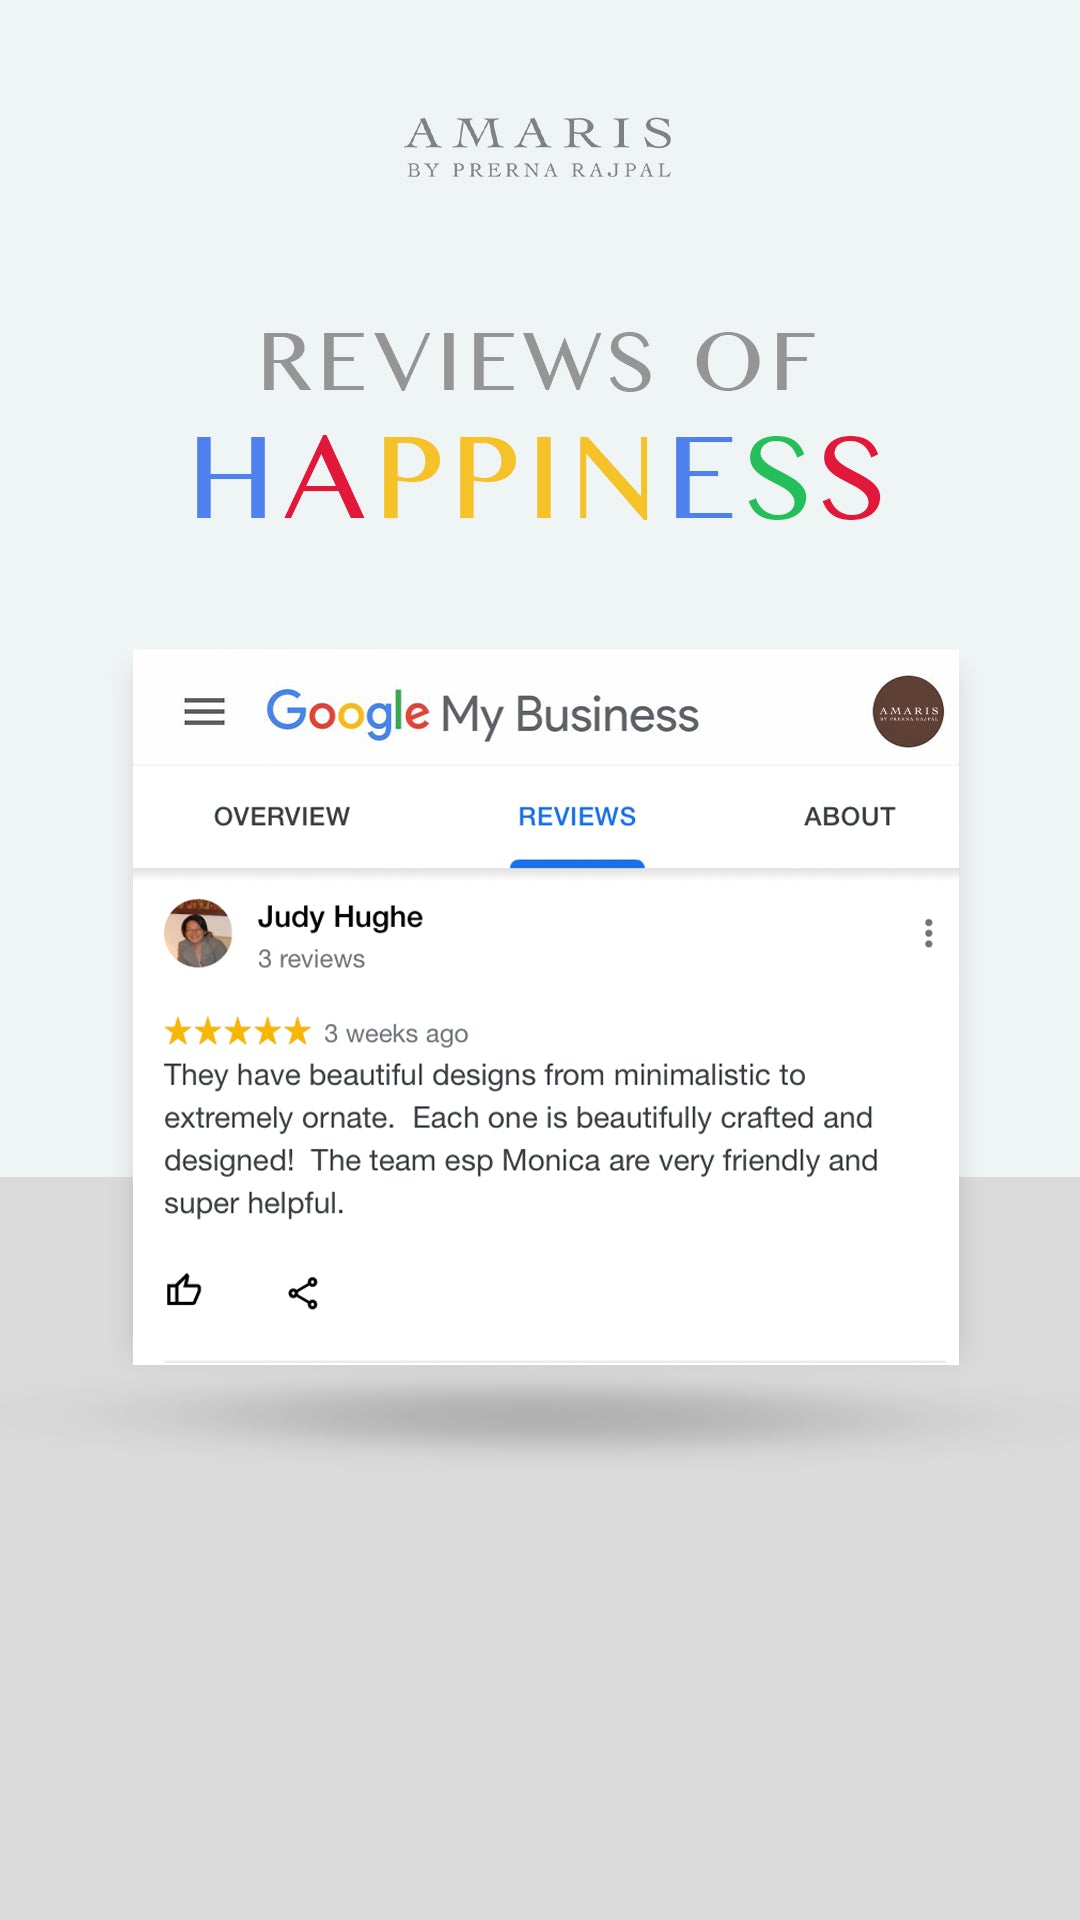 AMARIS
BY PRERNA RAJPAL
REVIEWS OF
HAPPINESS
Google My Business
AMARIS
BY PRERNA RAJPAL
OVERVIEW REVIEWS ABOUT
Judy Hughe
3 reviews
3 weeks ago
They have beautiful designs from minimalistic to
extremely ornate.  Each one is beautifully crafted and
designed!  The team esp Monica are very friendly and
super helpful.